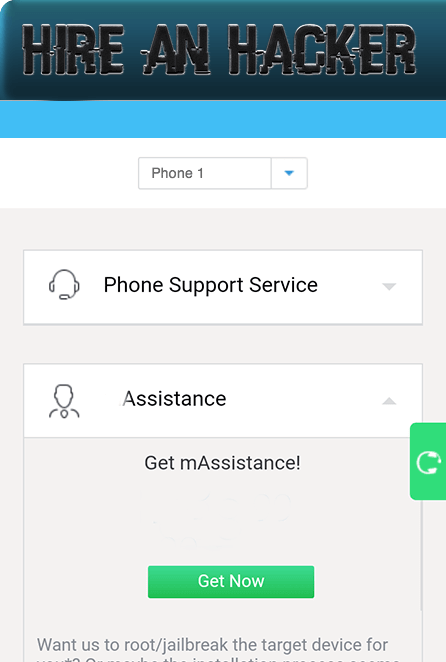 HIRE AN HACKER
Phone 1
Phone Support Service
Assistance
Get mAssistance!
Get Now
Want us to root/jailbreak the target device for
you*? Or maybe the installation process seems